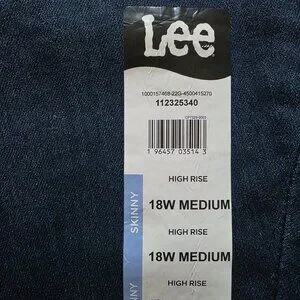 Lee
1000157468-22G-4500415270
112325340
1 96457 03514 3
HIGH RISE
18W MEDIUM
SKINNY
HIGH RISE
18W MEDIUM
HIGH RISE